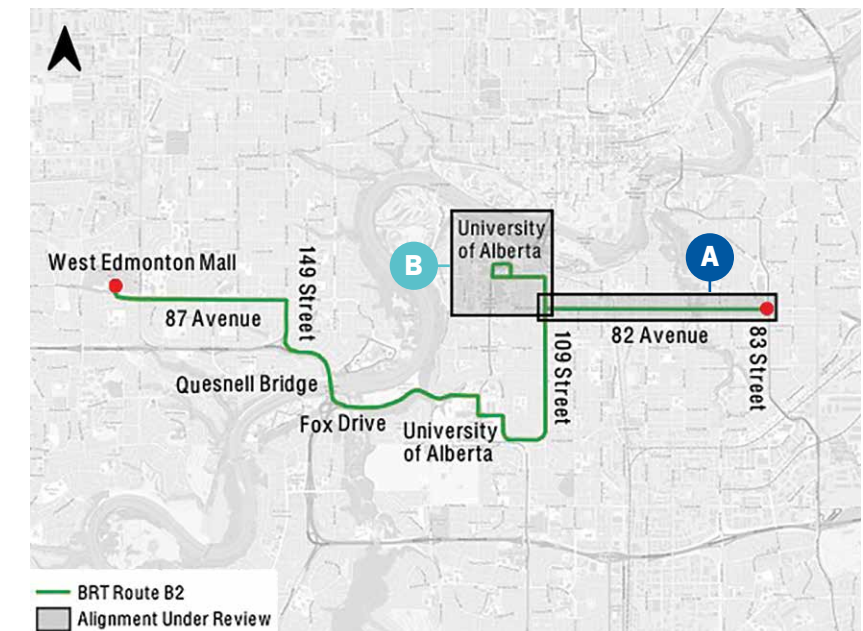 University
of Alberta
A
B
West Edmonton Mall
149 Street
87 Avenue
82 Avenue
109 Street
83 Street
Quesnell Bridge
Fox Drive
University
of Alberta
BRT Route B2
Alignment Under Review